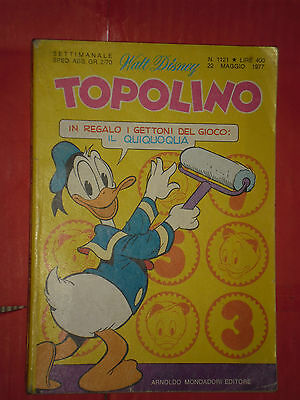 SETTIMANALE
SPED. ABB. GR. 2/70
Walt Disney
N. 1121 ★ LIRE 400
22 MAGGIO 1977
TOPOLINO
IN REGALO I GETTONI DEL GIOCO:
IL QUIQUOQUA
3
ARNOLDO MONDADORI EDITORE